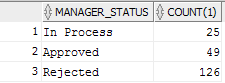 MANAGER_STATUS COUNT(1)
1 In Process 25
2 Approved 49
3 Rejected 126